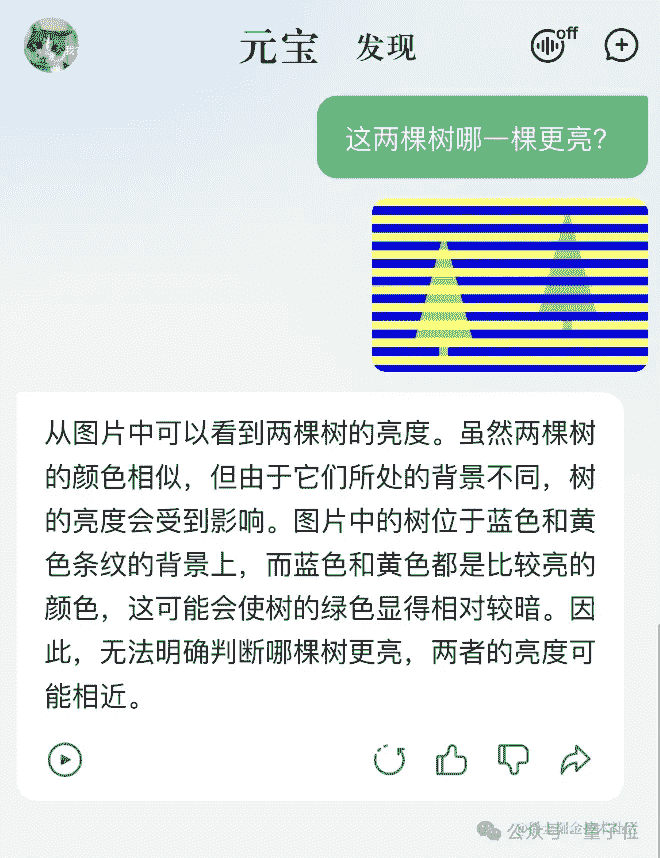 元宝 发现
off
这两棵树哪一棵更亮？
从图片中可以看到两棵树的亮度。虽然两棵树
的颜色相似，但由于它们所处的背景不同，树
的亮度会受到影响。图片中的树位于蓝色和黄
色条纹的背景上，而蓝色和黄色都是比较亮的
颜色，这可能会使树的绿色显得相对较暗。因
此，无法明确判断哪棵树更亮，两者的亮度可
能相近。
公众号·量子位